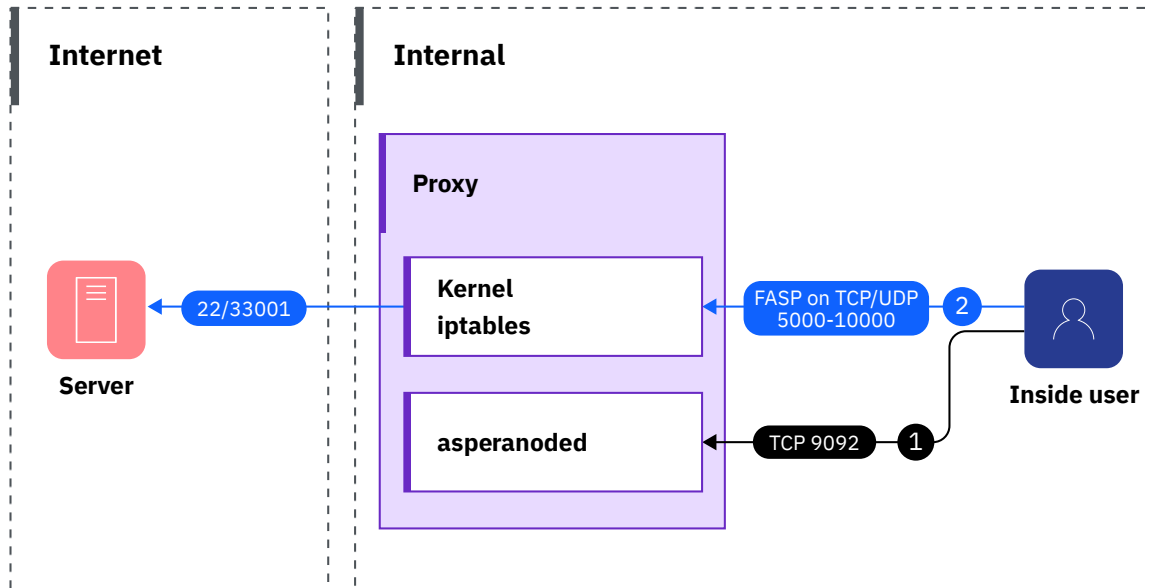 Internet
Internal
Proxy
Kernel
iptables
22/33001
FASP on TCP/UDP
5000-10000
2
Server
Inside user
asperanoded
TCP 9092
1